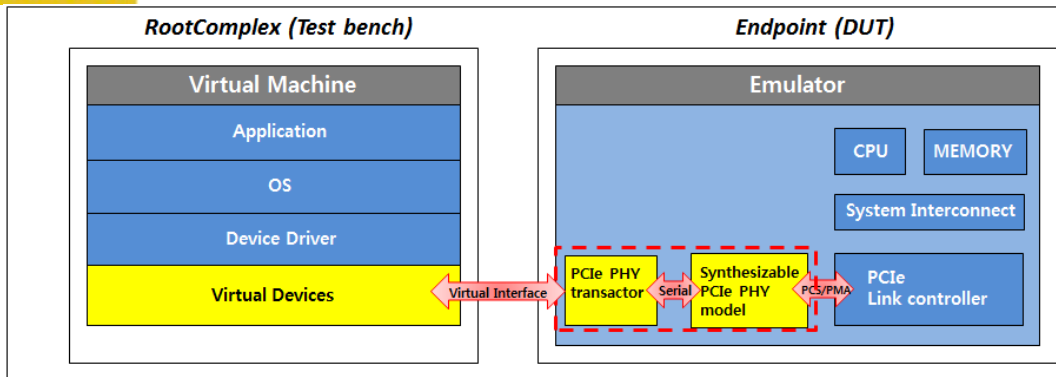 RootComplex (Test bench)
Endpoint (DUT)
Virtual Machine
Application
OS
Device Driver
Virtual Devices
Virtual Interface
Emulator
CPU
MEMORY
System Interconnect
PCIe PHY
transactor
Serial
Synthesizable
PCIe PHY
model
PCS/PMA
PCIe
Link controller